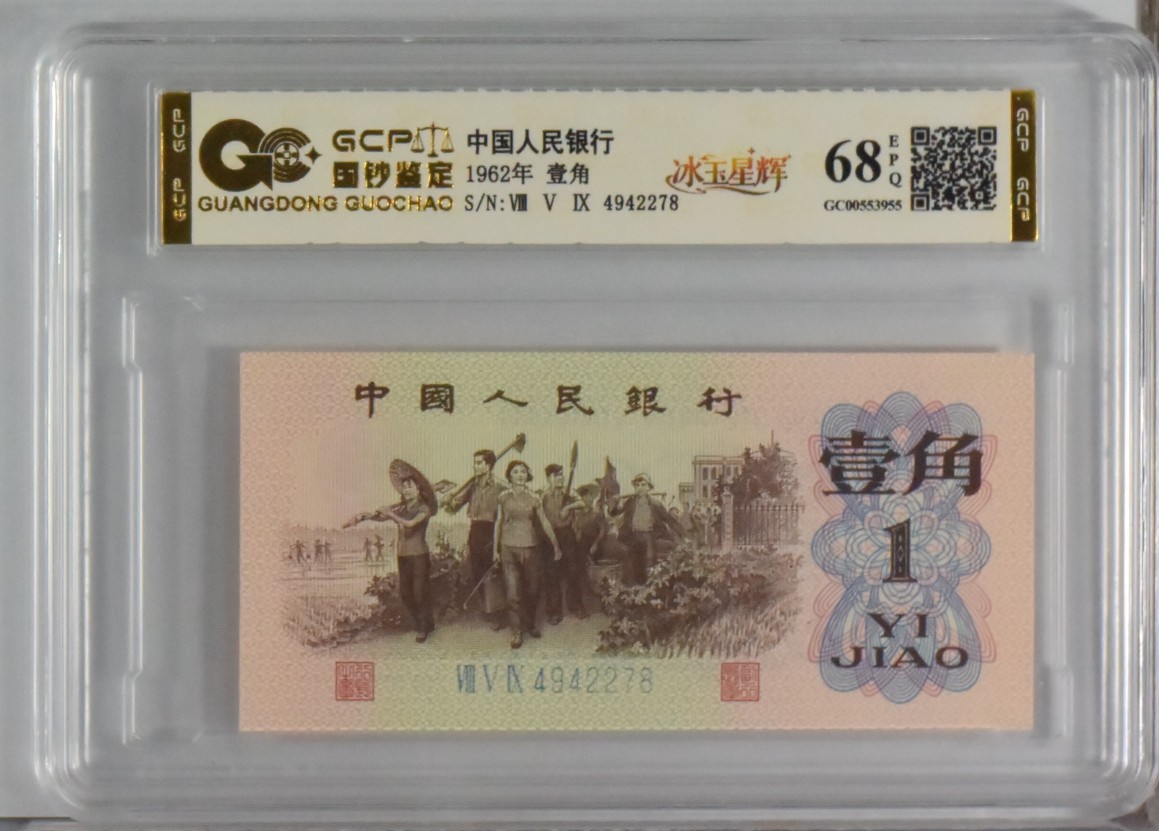 GCP
GCP
GCP 中国人民银行
国钞鉴定 1962年 壹角
GUANGDONG GUOCHAO S/N:Ⅷ Ⅴ Ⅸ 4942278
冰玉星辉
68 EPQ
GC00553955
GCP
GCP
中國人民銀行
壹角
1
YI
JIAO
Ⅷ Ⅴ Ⅸ 4942278